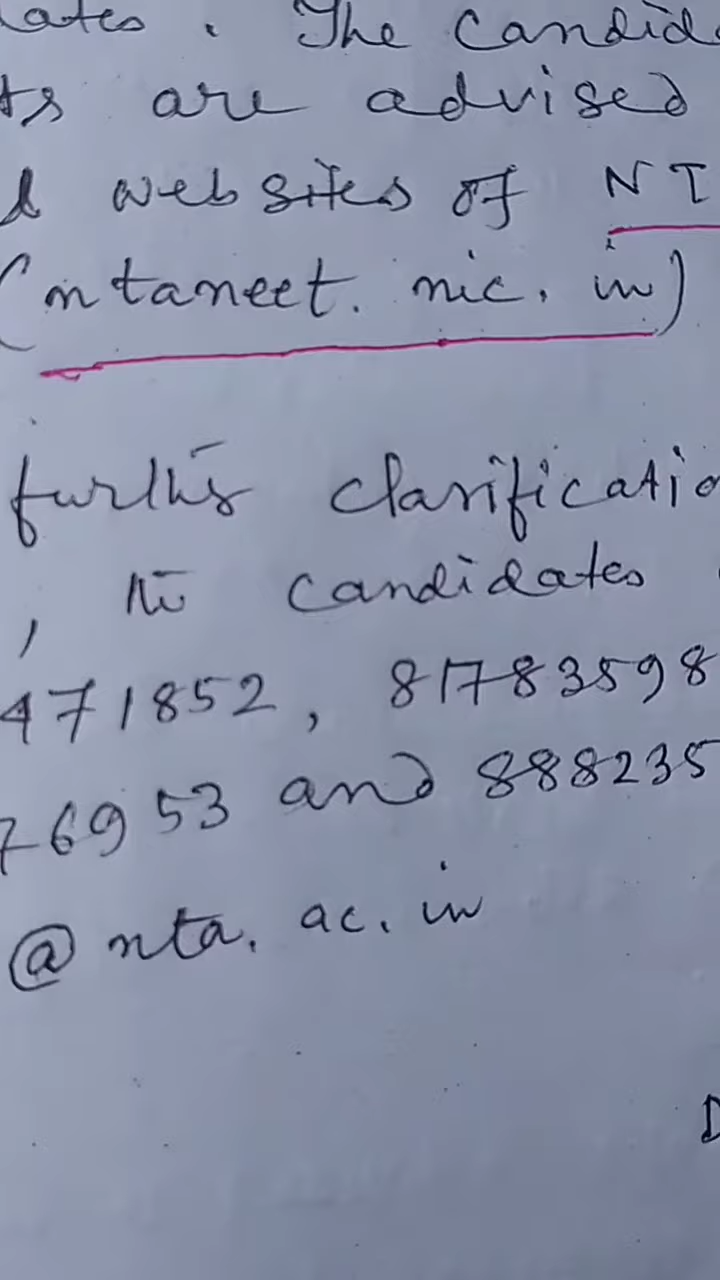 ates. The candid
ts are advised
d websites of NT
(ntaneet. nic. in)
further clarificatio
, the candidates
471852, 81783598
76953 and 888235
@ nta. ac. in
D